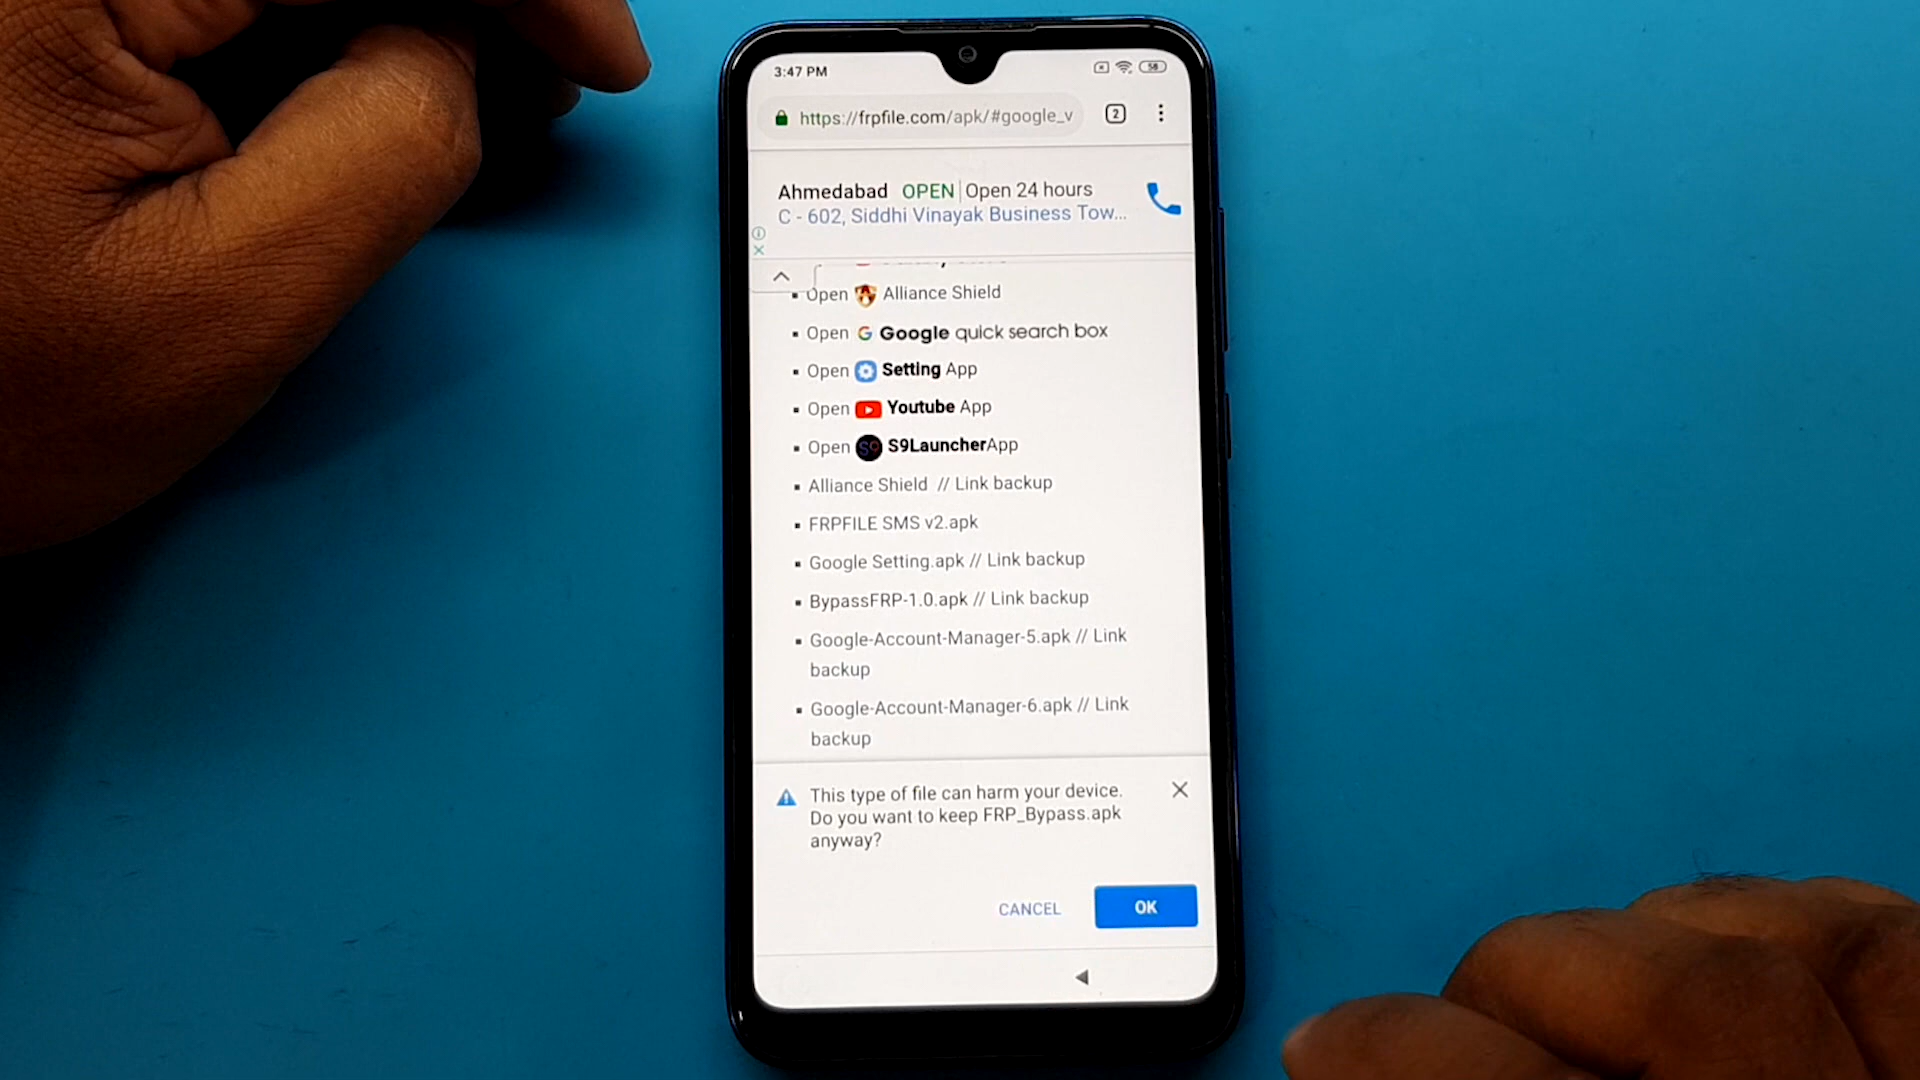 3:47 PM
58
https://frpfile.com/apk/#google_v
2
Ahmedabad OPEN | Open 24 hours
C - 602, Siddhi Vinayak Business Tow...
Open Alliance Shield
Open G Google quick search box
Open Setting App
Open Youtube App
Open S9 S9LauncherApp
Alliance Shield // Link backup
FRPFILE SMS v2.apk
Google Setting.apk // Link backup
BypassFRP-1.0.apk // Link backup
Google-Account-Manager-5.apk // Link
backup
Google-Account-Manager-6.apk // Link
backup
This type of file can harm your device.
Do you want to keep FRP_Bypass.apk
anyway?
CANCEL OK